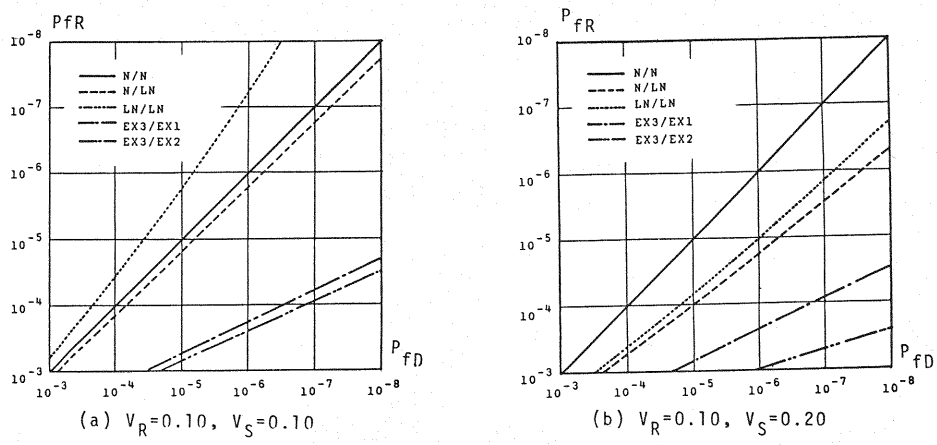 PfR
10-8
10-7
10-6
10-5
10-4
10-3
N/N
N/LN
LN/LN
EX3/EX1
EX3/EX2
PfD
10-3 10-4 10-5 10-6 10-7 10-8
(a) VR=0.10, VS=0.10
PfR
10-8
10-7
10-6
10-5
10-4
10-3
N/N
N/LN
LN/LN
EX3/EX1
EX3/EX2
PfD
10-3 10-4 10-5 10-6 10-7 10-8
(b) VR=0.10, VS=0.20